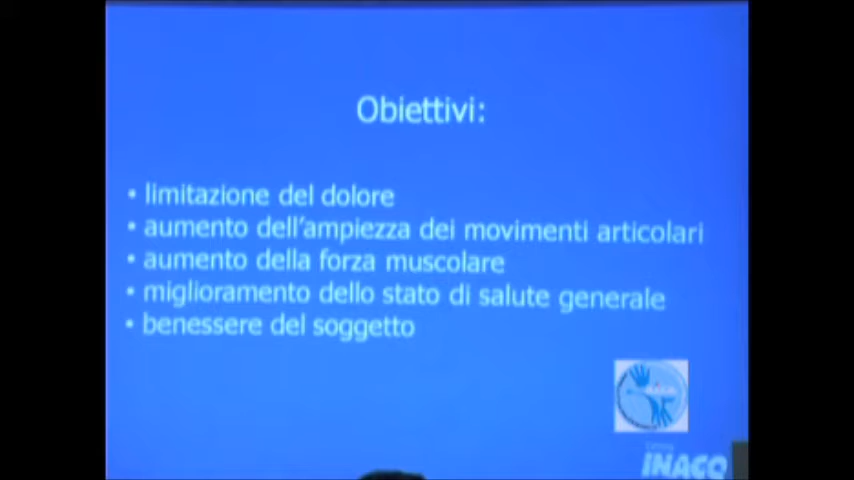 Obiettivi:
• limitazione del dolore
• aumento dell'ampiezza dei movimenti articolari
• aumento della forza muscolare
• miglioramento dello stato di salute generale
• benessere del soggetto
INACQ